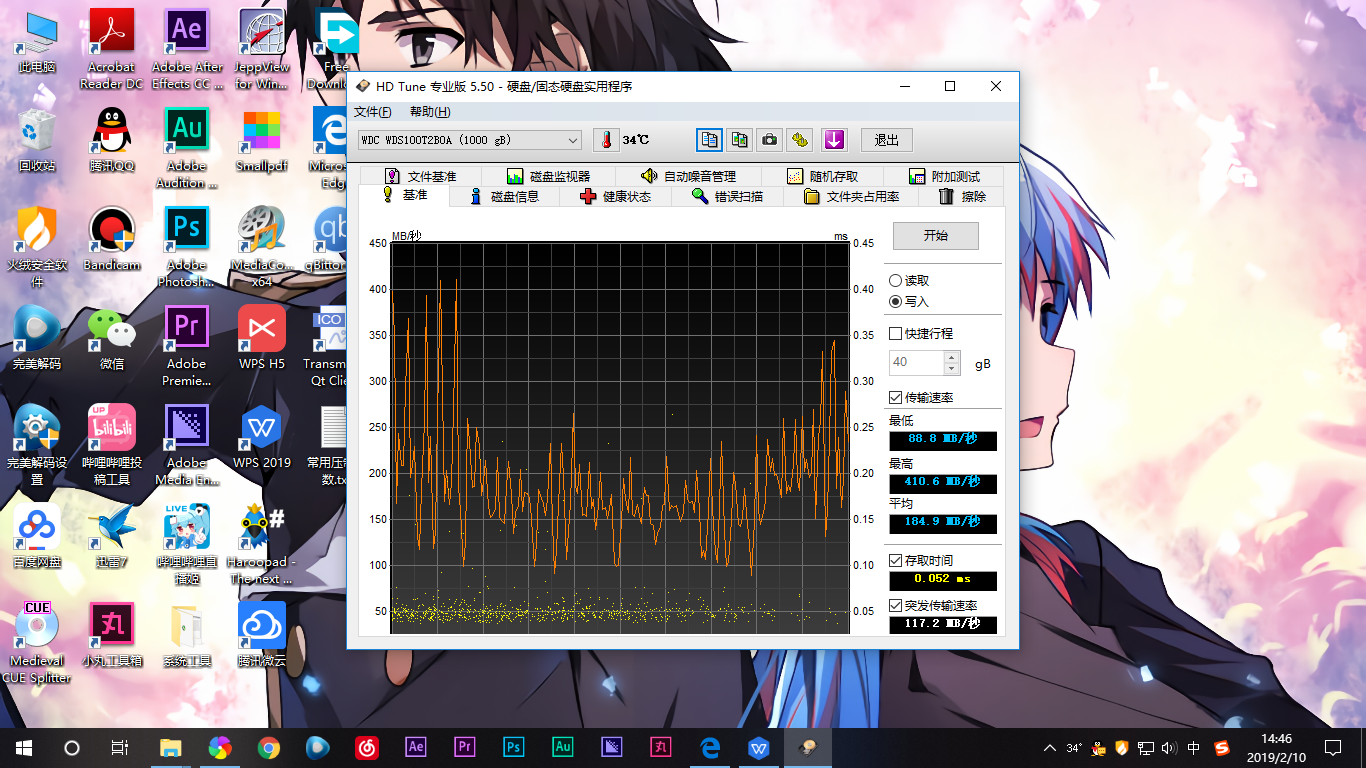 此电脑
Acrobat
Reader DC
Adobe After
Effects CC ...
JeppView
for Win...
Free
Downl
回收站
腾讯QQ
Adobe
Audition ...
Smallpdf
Micros
Edg
火绒安全软
件
Bandicam
Adobe
Photosh...
MediaCo...
x64
qBittor
完美解码
微信
Adobe
Premie...
WPS H5
ICO
Transm
Qt Clie
完美解码设
置
UP
bilibili
哔哩哔哩投
稿工具
Adobe
Media En...
WPS 2019
常用压
数.tx
百度网盘
迅雷7
LIVE
哔哩哔哩直
播姬
Haroopad -
The next ...
CUE
Medieval
CUE Splitter
丸
小丸工具箱
系统工具
腾讯微云
HD Tune 专业版 5.50 - 硬盘/固态硬盘实用程序
文件(F) 帮助(H)
WDC WDS100T2B0A (1000 gB)
34℃
退出
文件基准 磁盘监视器 自动噪音管理 随机存取 附加测试
基准 磁盘信息 健康状态 错误扫描 文件夹占用率 擦除
MB/秒 ms
450 0.45
400 0.40
350 0.35
300 0.30
250 0.25
200 0.20
150 0.15
100 0.10
50 0.05
开始
读取
写入
快捷行程
40 gB
传输速率
最低
88.8 MB/秒
最高
410.6 MB/秒
平均
184.9 MB/秒
存取时间
0.052 ms
突发传输速率
117.2 MB/秒
Ae Pr Ps Au 丸
34° 中
14:46
2019/2/10